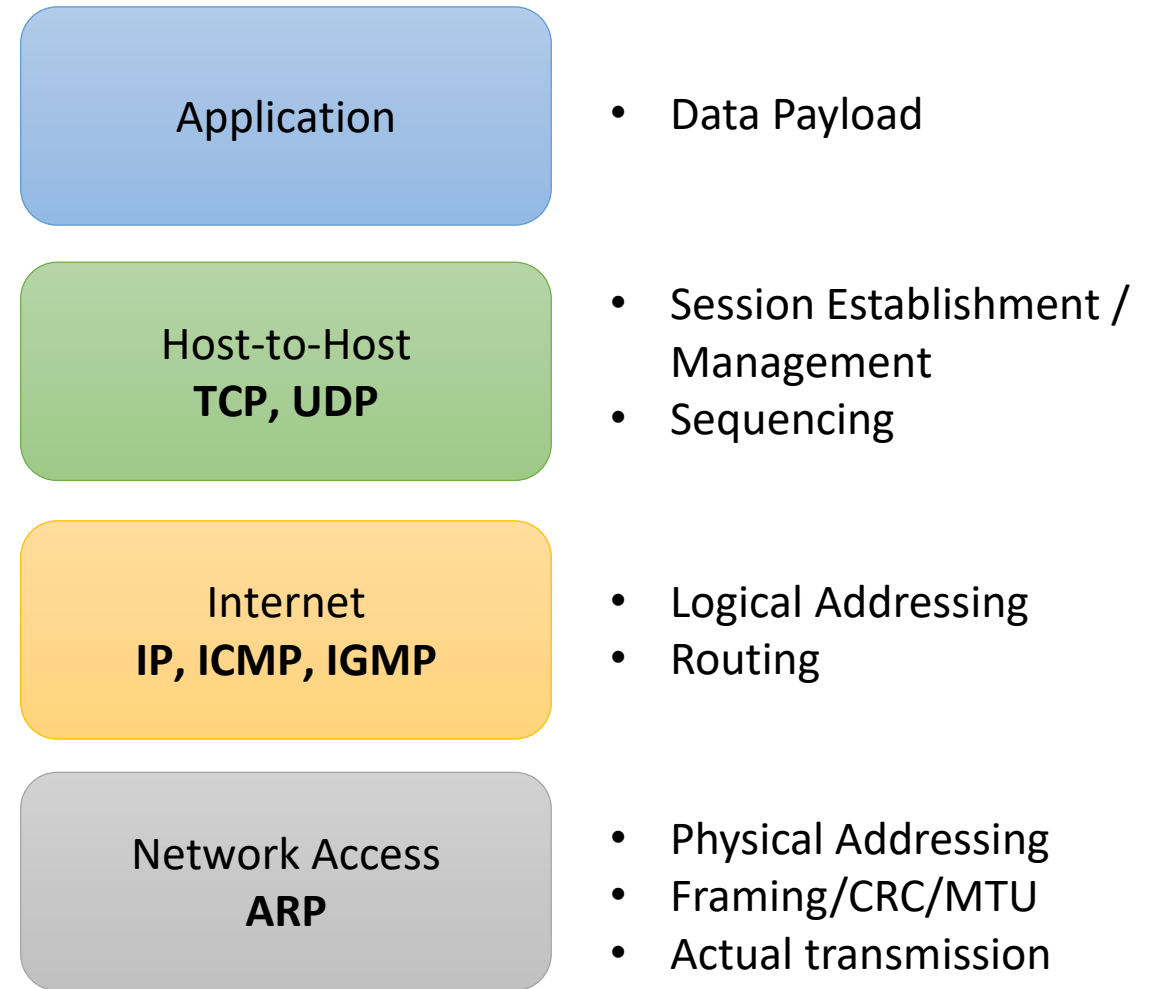 Application
• Data Payload
Host-to-Host
TCP, UDP
• Session Establishment /
Management
• Sequencing
Internet
IP, ICMP, IGMP
• Logical Addressing
• Routing
Network Access
ARP
• Physical Addressing
• Framing/CRC/MTU
• Actual transmission